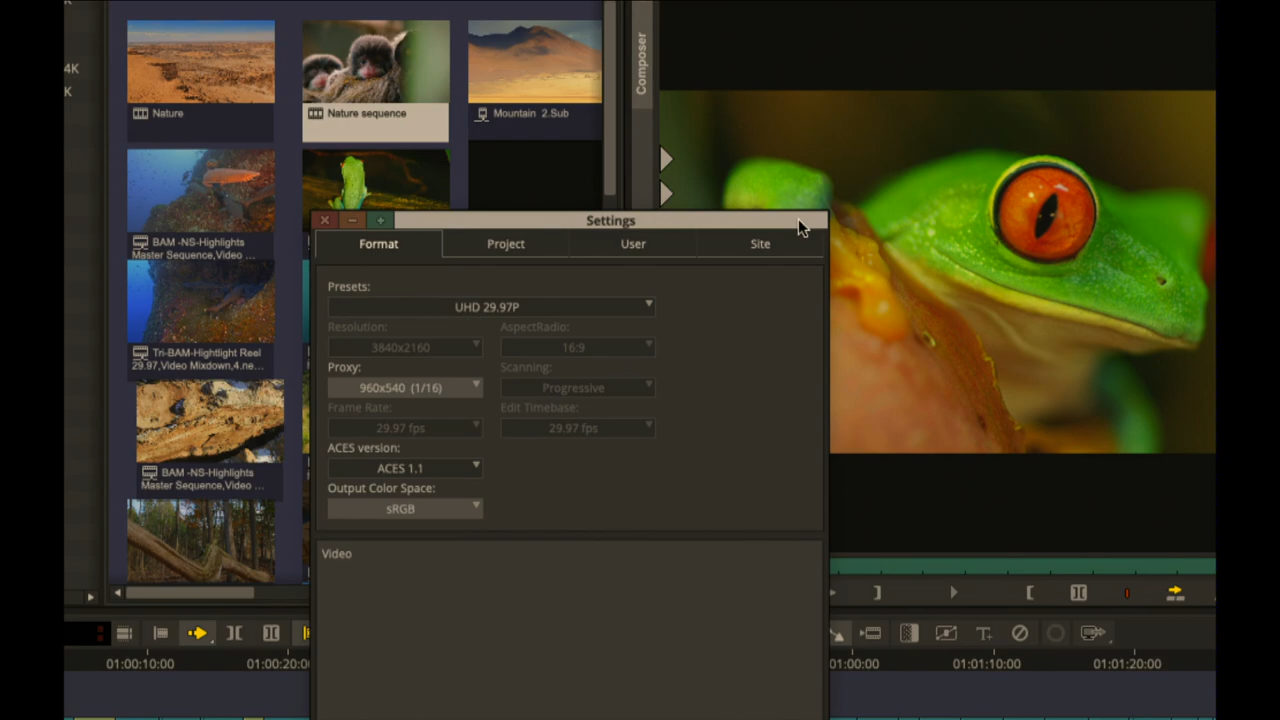 4K
K
Nature
Nature sequence
Mountain 2.Sub
Composer
BAM -NS-Highlights
Master Sequence,Video ...
Tri-BAM-Hightlight Reel
29.97,Video Mixdown,4.ne...
BAM -NS-Highlights
Master Sequence,Video ...
Settings
Format
Project
User
Site
Presets:
UHD 29.97P
Resolution:
AspectRadio:
3840x2160
16:9
Proxy:
Scanning:
960x540 (1/16)
Progressive
Frame Rate:
Edit Timebase:
29.97 fps
29.97 fps
ACES version:
ACES 1.1
Output Color Space:
sRGB
Video
T+
01:00:10:00
01:00:20:00
01:00:00
01:01:10:00
01:01:20:00